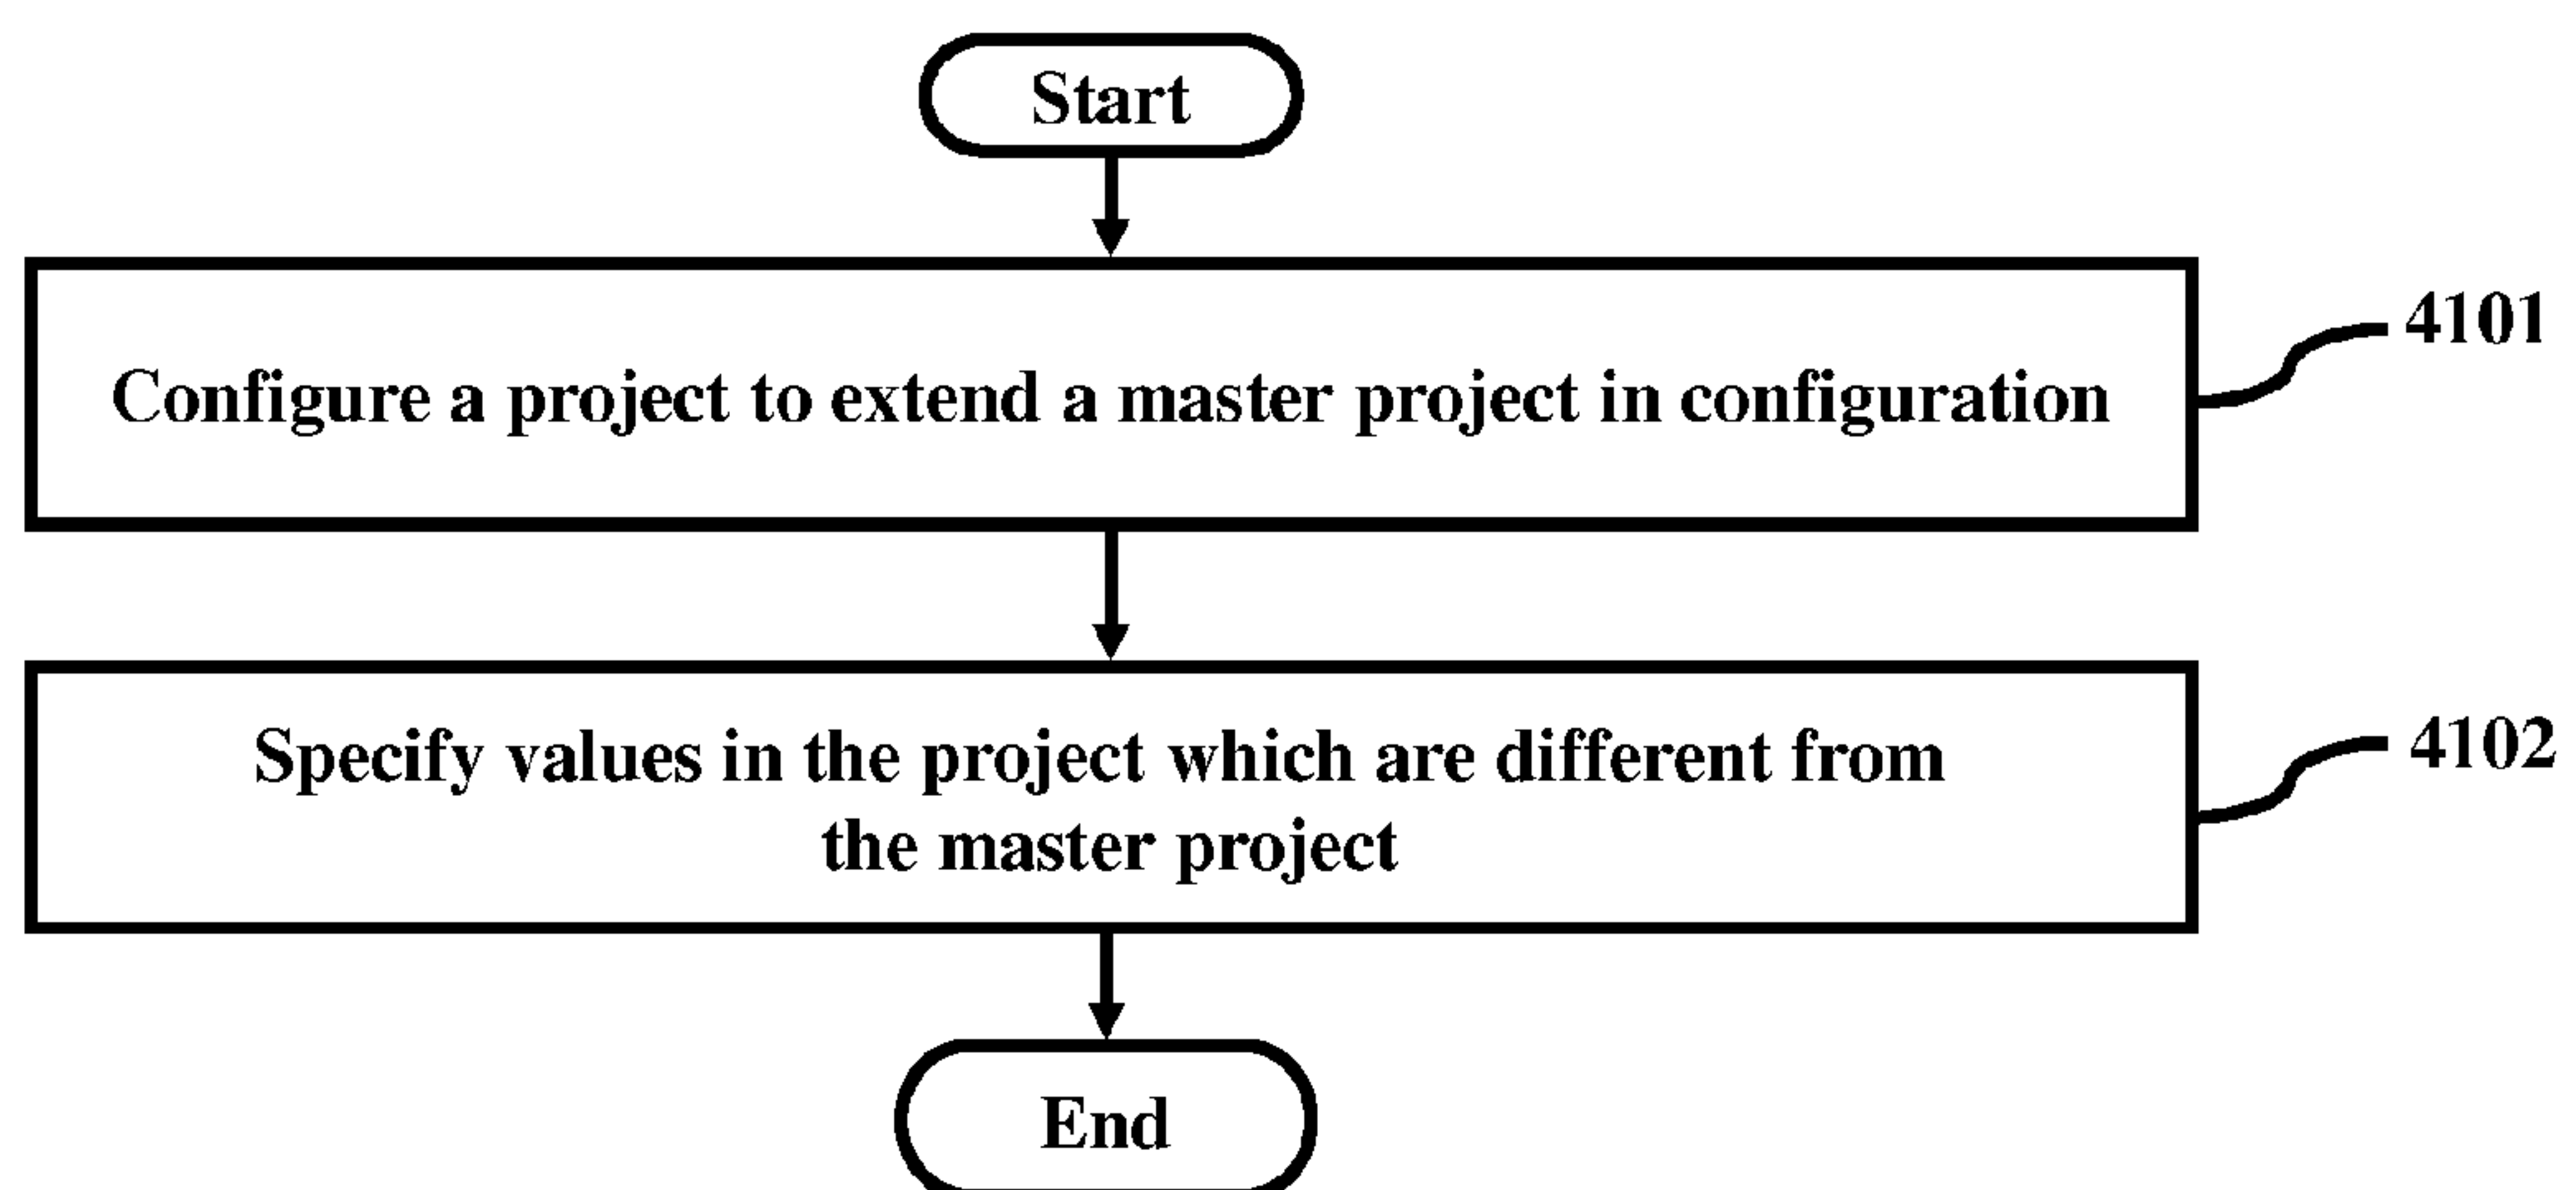 Start
Configure a project to extend a master project in configuration
4101
Specify values in the project which are different from
the master project
4102
End